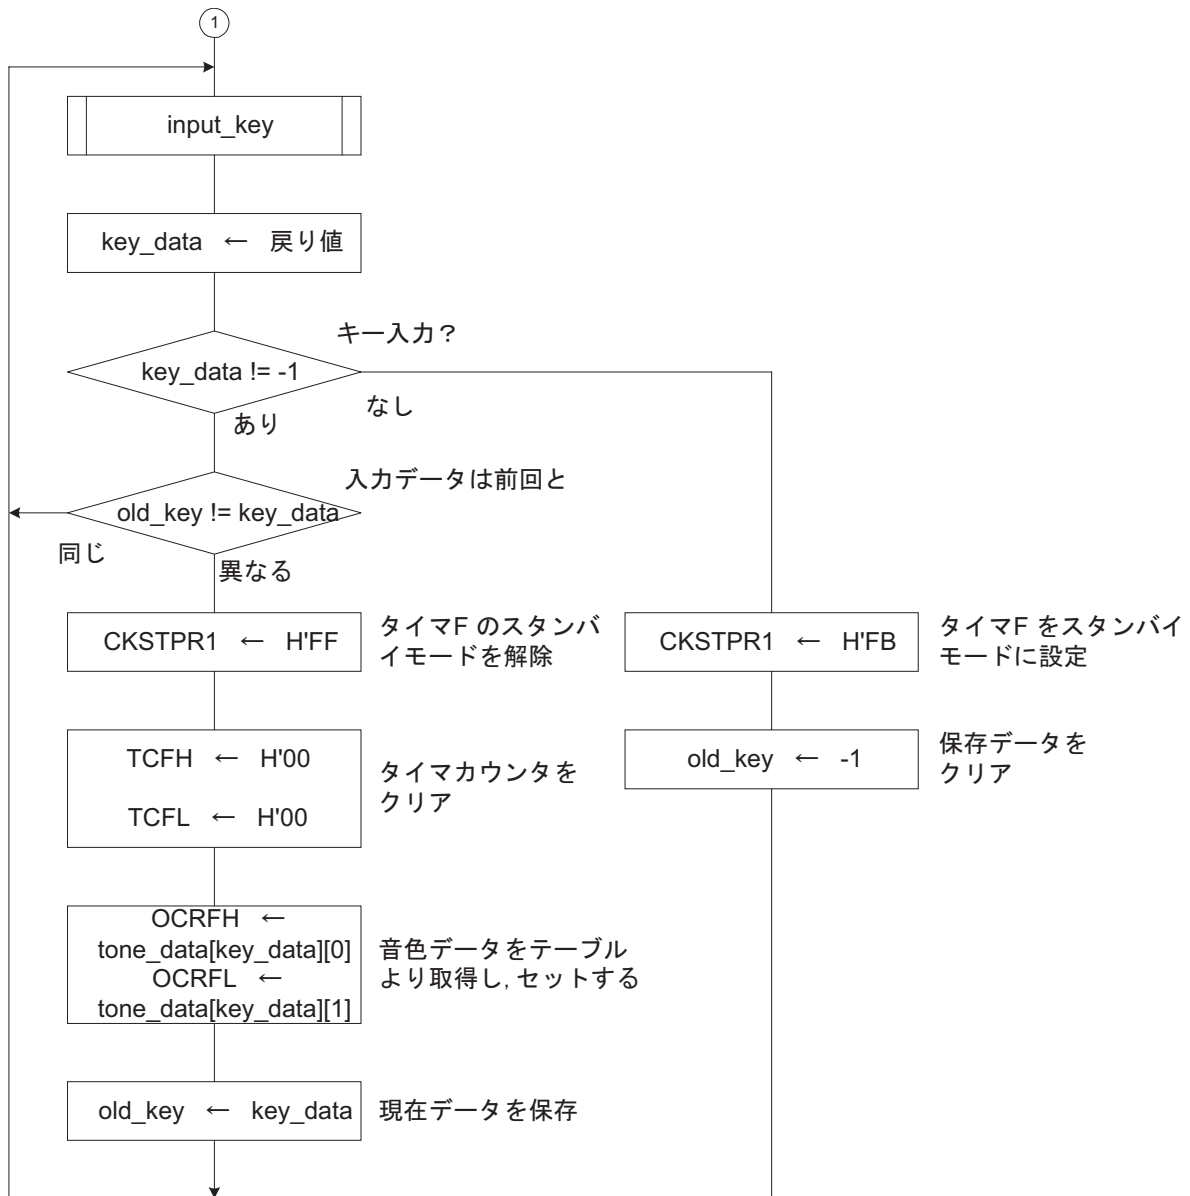 1
input_key
key_data ← 戻り値
キー入力？
key_data != -1
なし
あり
入力データは前回と
old_key != key_data
同じ
異なる
CKSTPR1 ← H'FF
タイマF のスタンバ
イモードを解除
CKSTPR1 ← H'FB
タイマF をスタンバイ
モードに設定
TCFH ← H'00
TCFL ← H'00
タイマカウンタを
クリア
old_key ← -1
保存データを
クリア
OCRFH ←
tone_data[key_data][0]
OCRFL ←
tone_data[key_data][1]
音色データをテーブル
より取得し, セットする
old_key ← key_data
現在データを保存